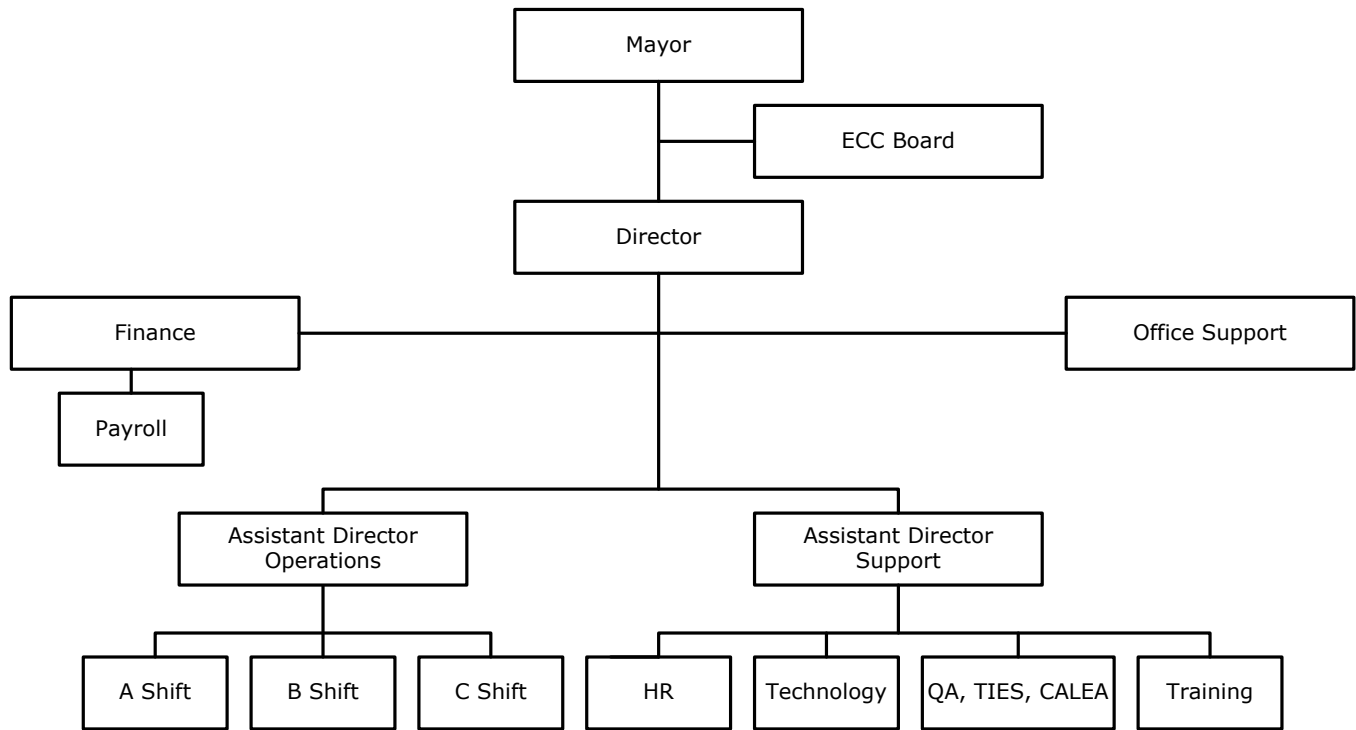 Mayor
ECC Board
Director
Finance
Office Support
Payroll
Assistant Director
Operations
Assistant Director
Support
A Shift
B Shift
C Shift
HR
Technology
QA, TIES, CALEA
Training